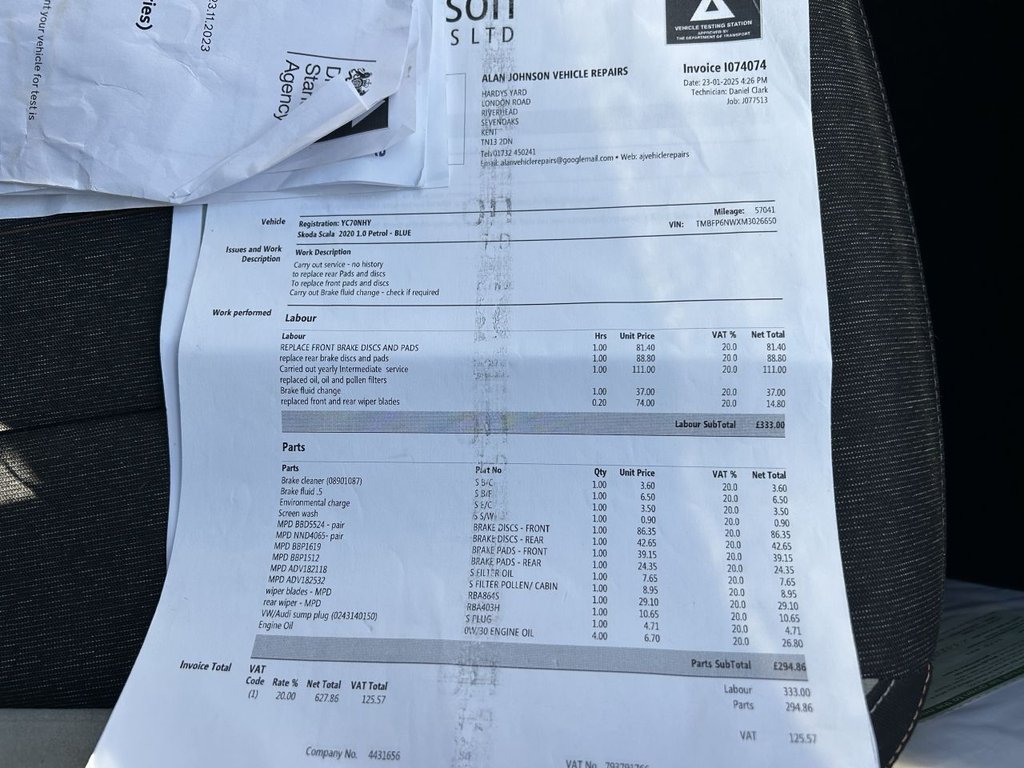 ies)
23.11.2023
nt your vehicle for test is
D
Stan
Agency
son
S LTD
VEHICLE TESTING STATION
APPROVED BY
THE DEPARTMENT OF TRANSPORT
ALAN JOHNSON VEHICLE REPAIRS
HARDYS YARD
LONDON ROAD
RIVERHEAD
SEVENOAKS
KENT
TN13 2DN
Tel: 01732 450241
Email: alanvehiclerepairs@googlemail.com • Web: ajvehiclerepairs
Invoice I074074
Date: 23-01-2025 4:26 PM
Technician: Daniel Clark
Job: J077513
Vehicle Registration: YC70NHY Mileage: 57041
Skoda Scala 2020 1.0 Petrol - BLUE VIN: TMBFP6NWXM3026650
Issues and Work Description
Work Description
Carry out service - no history
to replace rear Pads and discs
To replace front pads and discs
Carry out Brake fluid change - check if required
Work performed
Labour
Labour Hrs Unit Price VAT % Net Total
REPLACE FRONT BRAKE DISCS AND PADS 1.00 81.40 20.0 81.40
replace rear brake discs and pads 1.00 88.80 20.0 88.80
Carried out yearly Intermediate service 1.00 111.00 20.0 111.00
replaced oil, oil and pollen filters
Brake fluid change 1.00 37.00 20.0 37.00
replaced front and rear wiper blades 0.20 74.00 20.0 14.80
Labour SubTotal £333.00
Parts
Parts Part No Qty Unit Price VAT % Net Total
Brake cleaner (08901087) S B/C 1.00 3.60 20.0 3.60
Brake fluid .5 S B/F 1.00 6.50 20.0 6.50
Environmental charge S E/C 1.00 3.50 20.0 3.50
Screen wash S S/W 1.00 0.90 20.0 0.90
MPD BBD5524 - pair BRAKE DISCS - FRONT 1.00 86.35 20.0 86.35
MPD NND4065- pair BRAKE DISCS - REAR 1.00 42.65 20.0 42.65
MPD BBP1619 BRAKE PADS - FRONT 1.00 39.15 20.0 39.15
MPD BBP1512 BRAKE PADS - REAR 1.00 24.35 20.0 24.35
MPD ADV182118 S FILTER OIL 1.00 7.65 20.0 7.65
MPD ADV182532 S FILTER POLLEN/ CABIN 1.00 8.95 20.0 8.95
wiper blades - MPD RBA864S 1.00 29.10 20.0 29.10
rear wiper - MPD RBA403H 1.00 10.65 20.0 10.65
VW/Audi sump plug (0243140150) S PLUG 1.00 4.71 20.0 4.71
Engine Oil 0W/30 ENGINE OIL 4.00 6.70 20.0 26.80
Parts SubTotal £294.86
Invoice Total
VAT Code Rate % Net Total VAT Total
(1) 20.00 627.86 125.57
Labour 333.00
Parts 294.86
VAT 125.57
Company No. 4431656
VAT No.